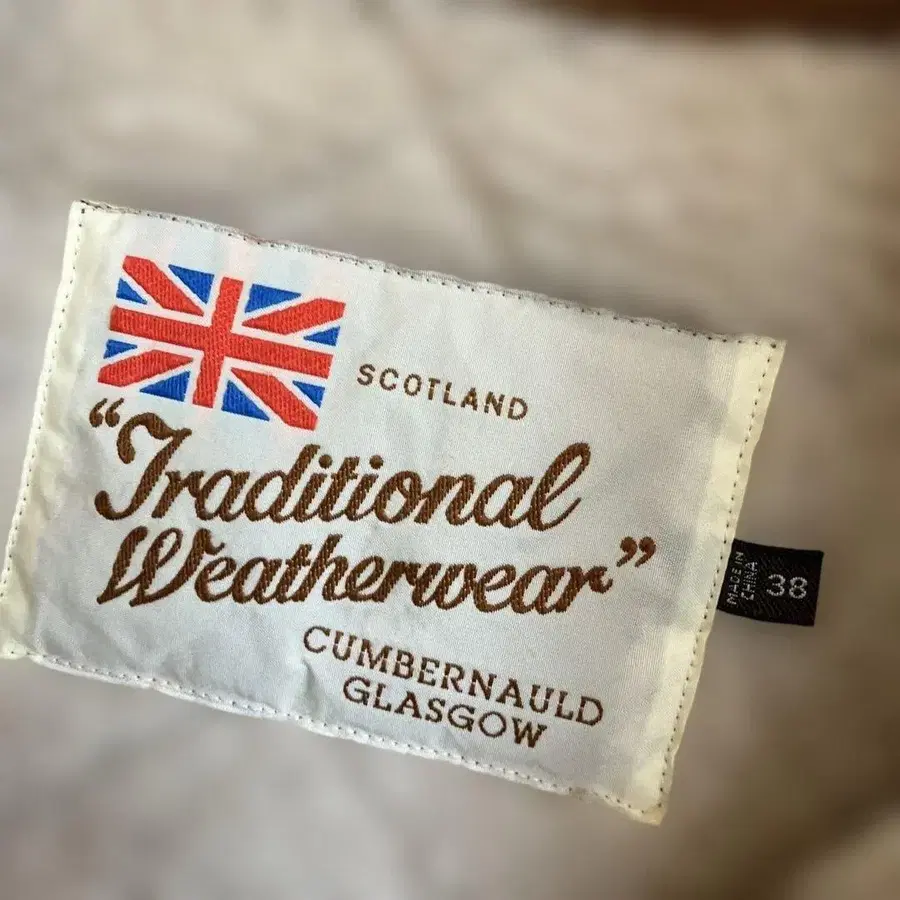 SCOTLAND
“Traditional
Weatherwear”
CUMBERNAULD
GLASGOW
MADE IN
CHINA
38